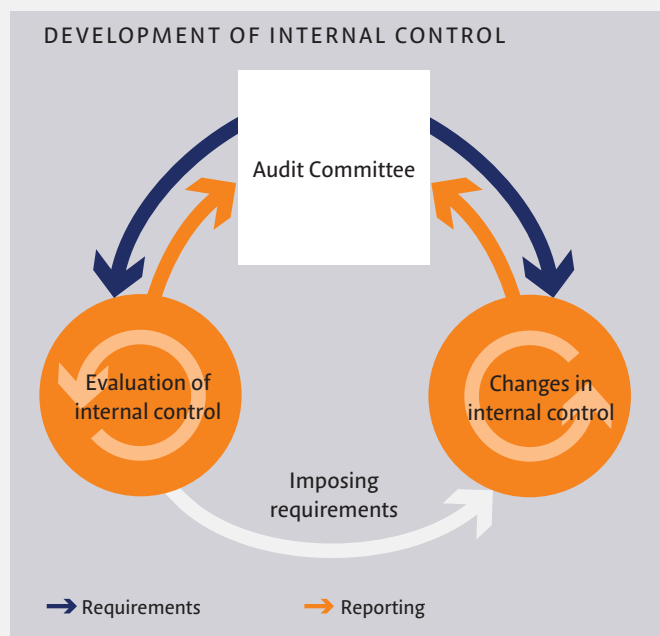 DEVELOPMENT OF INTERNAL CONTROL
Audit Committee
Evaluation of
internal control
Changes in
internal control
Imposing
requirements
Requirements
Reporting